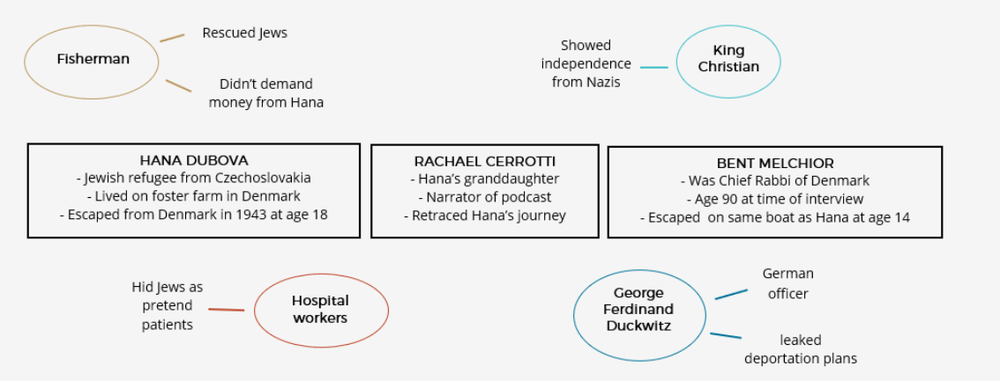 Fisherman
Rescued Jews
Didn't demand
money from Hana
Showed
independence
from Nazis
King
Christian
HANA DUBOVA
- Jewish refugee from Czechoslovakia
- Lived on foster farm in Denmark
- Escaped from Denmark in 1943 at age 18
RACHAEL CERROTTI
- Hana's granddaughter
- Narrator of podcast
- Retraced Hana's journey
BENT MELCHIOR
- Was Chief Rabbi of Denmark
- Age 90 at time of interview
- Escaped on same boat as Hana at age 14
Hid Jews as
pretend
patients
Hospital
workers
George
Ferdinand
Duckwitz
German
officer
leaked
deportation plans